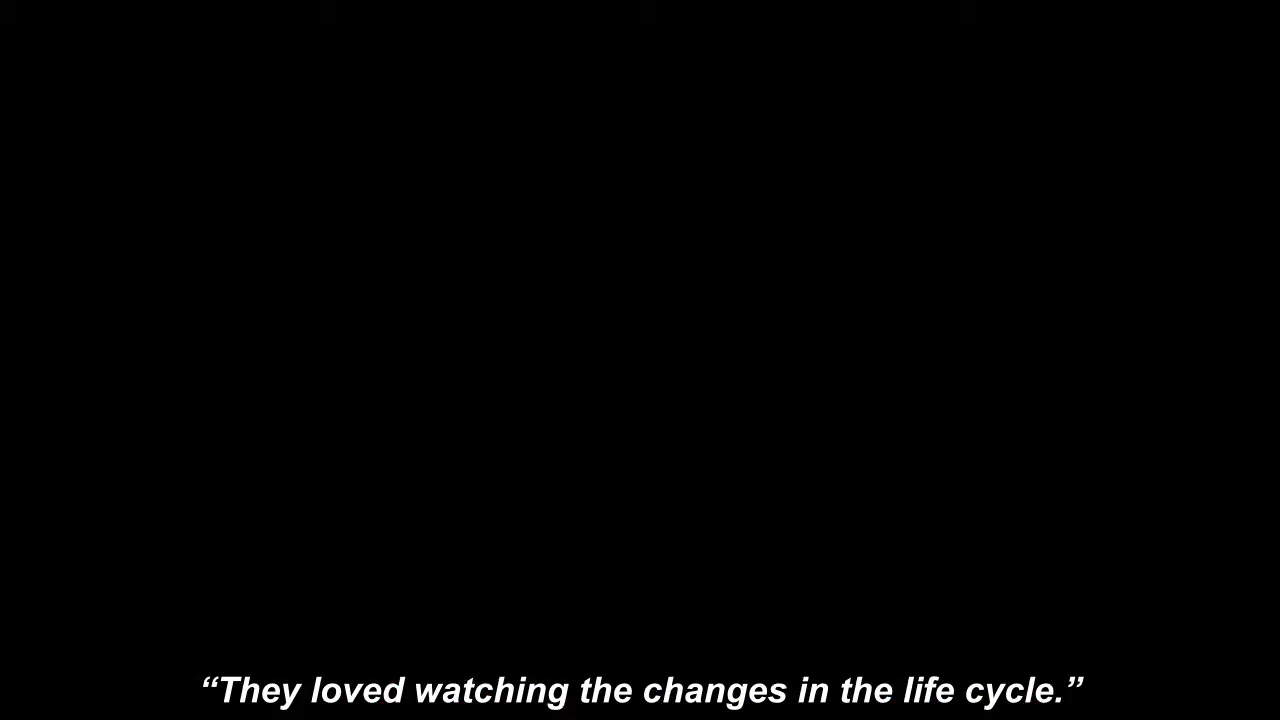 “They loved watching the changes in the life cycle.”